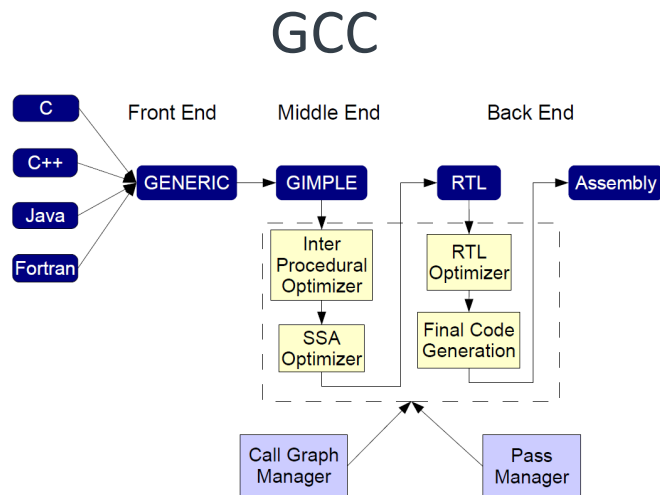 GCC
Front End
Middle End
Back End
C
C++
Java
Fortran
GENERIC
GIMPLE
RTL
Assembly
Inter
Procedural
Optimizer
SSA
Optimizer
RTL
Optimizer
Final Code
Generation
Call Graph
Manager
Pass
Manager